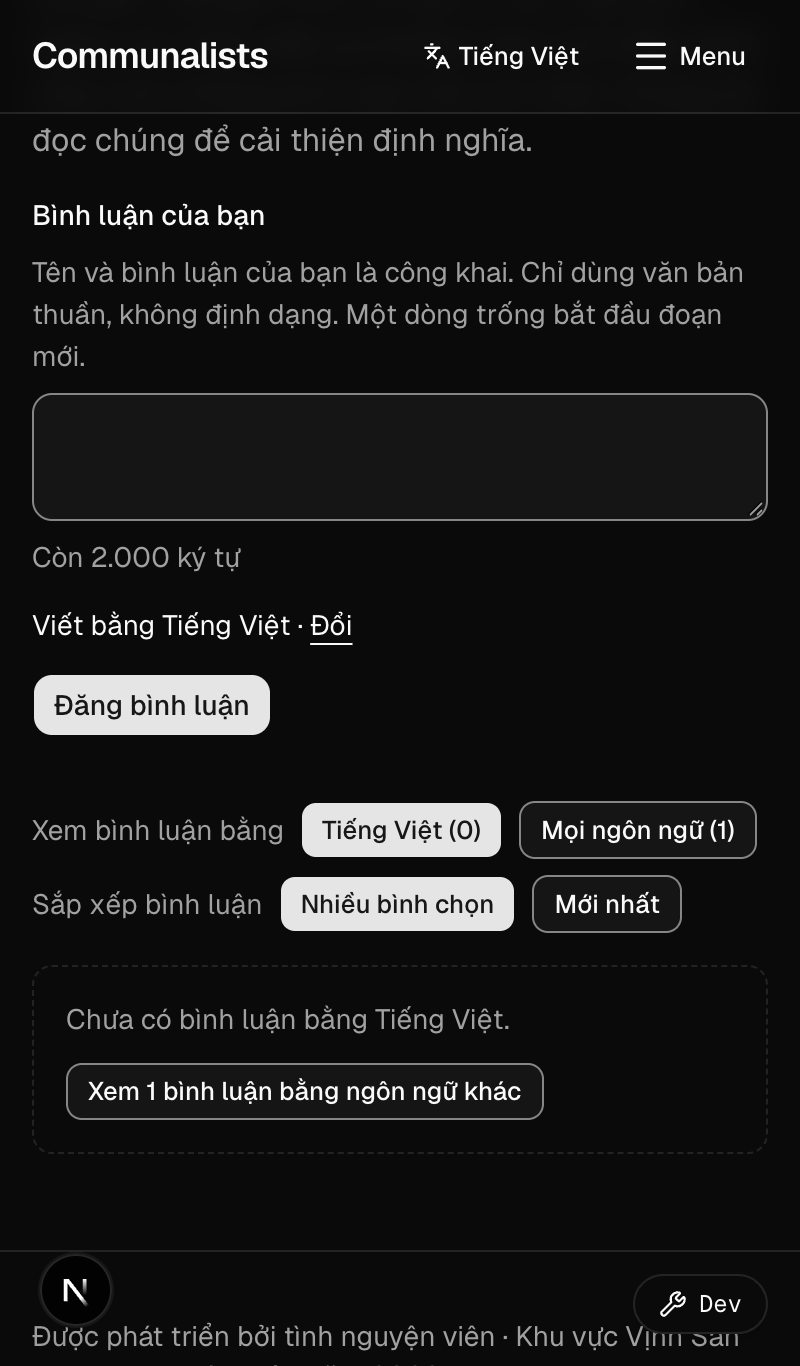 Communalists
Tiếng Việt
Menu
đọc chúng để cải thiện định nghĩa.
Bình luận của bạn
Tên và bình luận của bạn là công khai. Chỉ dùng văn bản
thuần, không định dạng. Một dòng trống bắt đầu đoạn
mới.
Còn 2.000 ký tự
Viết bằng Tiếng Việt · Đổi
Đăng bình luận
Xem bình luận bằng
Tiếng Việt (0)
Mọi ngôn ngữ (1)
Sắp xếp bình luận
Nhiều bình chọn
Mới nhất
Chưa có bình luận bằng Tiếng Việt.
Xem 1 bình luận bằng ngôn ngữ khác
N
Dev
Được phát triển bởi tình nguyện viên · Khu vực Vịnh San